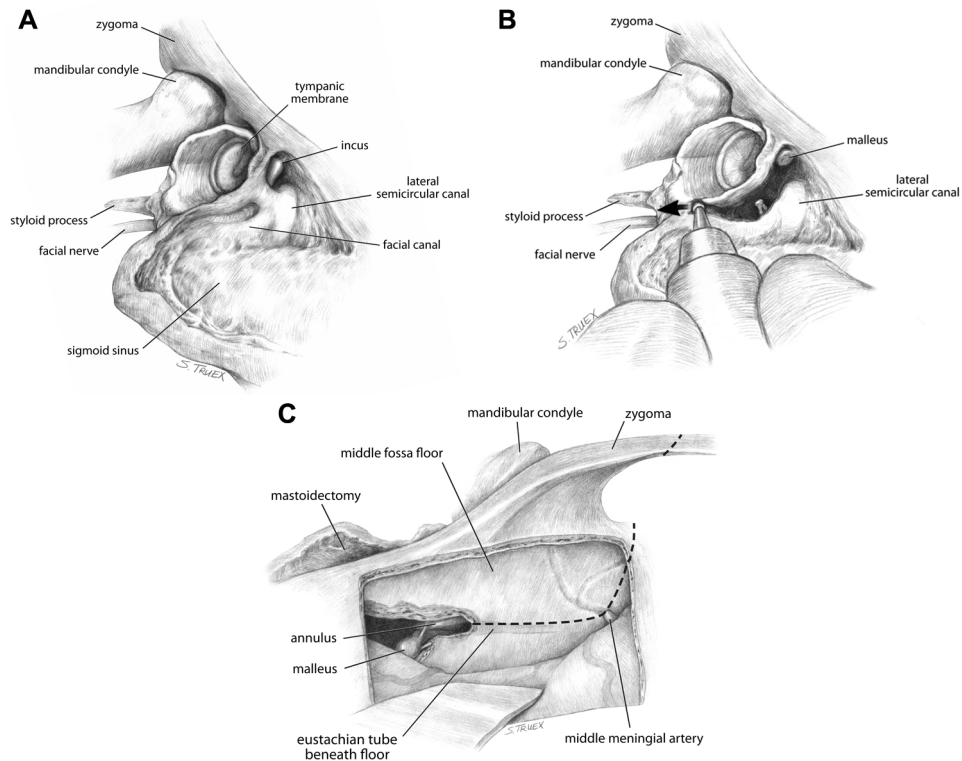 A
zygoma
mandibular condyle
tympanic
membrane
incus
lateral
semicircular canal
styloid process
facial nerve
facial canal
sigmoid sinus
S. TRUEX
B
zygoma
mandibular condyle
malleus
lateral
semicircular canal
styloid process
facial nerve
S. TRUEX
C
mandibular condyle
zygoma
middle fossa floor
mastoidectomy
annulus
malleus
eustachian tube
beneath floor
S. TRUEX
middle meningial artery